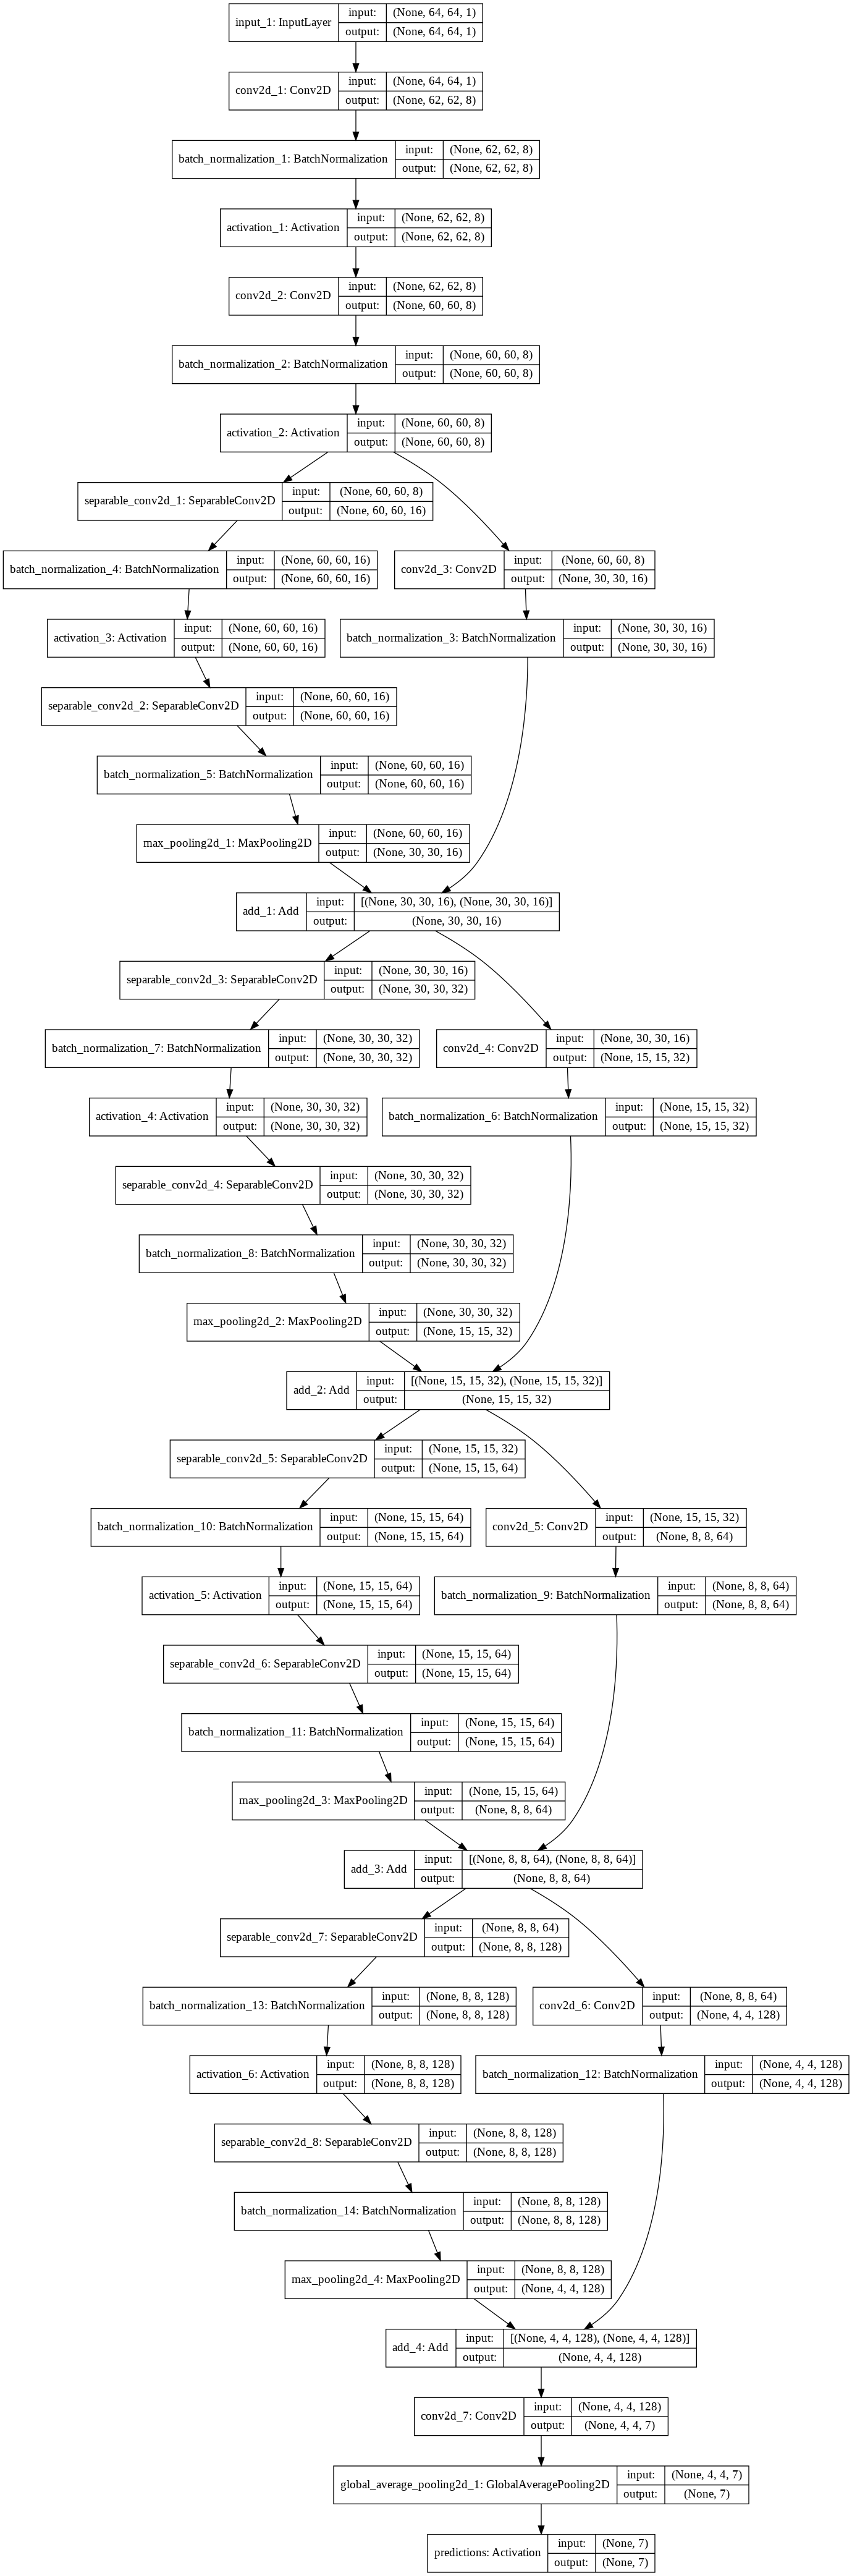 input_1: InputLayer
input: (None, 64, 64, 1)
output: (None, 64, 64, 1)
conv2d_1: Conv2D
input: (None, 64, 64, 1)
output: (None, 62, 62, 8)
batch_normalization_1: BatchNormalization
input: (None, 62, 62, 8)
output: (None, 62, 62, 8)
activation_1: Activation
input: (None, 62, 62, 8)
output: (None, 62, 62, 8)
conv2d_2: Conv2D
input: (None, 62, 62, 8)
output: (None, 60, 60, 8)
batch_normalization_2: BatchNormalization
input: (None, 60, 60, 8)
output: (None, 60, 60, 8)
activation_2: Activation
input: (None, 60, 60, 8)
output: (None, 60, 60, 8)
separable_conv2d_1: SeparableConv2D
input: (None, 60, 60, 8)
output: (None, 60, 60, 16)
batch_normalization_4: BatchNormalization
input: (None, 60, 60, 16)
output: (None, 60, 60, 16)
conv2d_3: Conv2D
input: (None, 60, 60, 8)
output: (None, 30, 30, 16)
activation_3: Activation
input: (None, 60, 60, 16)
output: (None, 60, 60, 16)
batch_normalization_3: BatchNormalization
input: (None, 30, 30, 16)
output: (None, 30, 30, 16)
separable_conv2d_2: SeparableConv2D
input: (None, 60, 60, 16)
output: (None, 60, 60, 16)
batch_normalization_5: BatchNormalization
input: (None, 60, 60, 16)
output: (None, 60, 60, 16)
max_pooling2d_1: MaxPooling2D
input: (None, 60, 60, 16)
output: (None, 30, 30, 16)
add_1: Add
input: [(None, 30, 30, 16), (None, 30, 30, 16)]
output: (None, 30, 30, 16)
separable_conv2d_3: SeparableConv2D
input: (None, 30, 30, 16)
output: (None, 30, 30, 32)
batch_normalization_7: BatchNormalization
input: (None, 30, 30, 32)
output: (None, 30, 30, 32)
conv2d_4: Conv2D
input: (None, 30, 30, 16)
output: (None, 15, 15, 32)
activation_4: Activation
input: (None, 30, 30, 32)
output: (None, 30, 30, 32)
batch_normalization_6: BatchNormalization
input: (None, 15, 15, 32)
output: (None, 15, 15, 32)
separable_conv2d_4: SeparableConv2D
input: (None, 30, 30, 32)
output: (None, 30, 30, 32)
batch_normalization_8: BatchNormalization
input: (None, 30, 30, 32)
output: (None, 30, 30, 32)
max_pooling2d_2: MaxPooling2D
input: (None, 30, 30, 32)
output: (None, 15, 15, 32)
add_2: Add
input: [(None, 15, 15, 32), (None, 15, 15, 32)]
output: (None, 15, 15, 32)
separable_conv2d_5: SeparableConv2D
input: (None, 15, 15, 32)
output: (None, 15, 15, 64)
batch_normalization_10: BatchNormalization
input: (None, 15, 15, 64)
output: (None, 15, 15, 64)
conv2d_5: Conv2D
input: (None, 15, 15, 32)
output: (None, 8, 8, 64)
activation_5: Activation
input: (None, 15, 15, 64)
output: (None, 15, 15, 64)
batch_normalization_9: BatchNormalization
input: (None, 8, 8, 64)
output: (None, 8, 8, 64)
separable_conv2d_6: SeparableConv2D
input: (None, 15, 15, 64)
output: (None, 15, 15, 64)
batch_normalization_11: BatchNormalization
input: (None, 15, 15, 64)
output: (None, 15, 15, 64)
max_pooling2d_3: MaxPooling2D
input: (None, 15, 15, 64)
output: (None, 8, 8, 64)
add_3: Add
input: [(None, 8, 8, 64), (None, 8, 8, 64)]
output: (None, 8, 8, 64)
separable_conv2d_7: SeparableConv2D
input: (None, 8, 8, 64)
output: (None, 8, 8, 128)
batch_normalization_13: BatchNormalization
input: (None, 8, 8, 128)
output: (None, 8, 8, 128)
conv2d_6: Conv2D
input: (None, 8, 8, 64)
output: (None, 4, 4, 128)
activation_6: Activation
input: (None, 8, 8, 128)
output: (None, 8, 8, 128)
batch_normalization_12: BatchNormalization
input: (None, 4, 4, 128)
output: (None, 4, 4, 128)
separable_conv2d_8: SeparableConv2D
input: (None, 8, 8, 128)
output: (None, 8, 8, 128)
batch_normalization_14: BatchNormalization
input: (None, 8, 8, 128)
output: (None, 8, 8, 128)
max_pooling2d_4: MaxPooling2D
input: (None, 8, 8, 128)
output: (None, 4, 4, 128)
add_4: Add
input: [(None, 4, 4, 128), (None, 4, 4, 128)]
output: (None, 4, 4, 128)
conv2d_7: Conv2D
input: (None, 4, 4, 128)
output: (None, 4, 4, 7)
global_average_pooling2d_1: GlobalAveragePooling2D
input: (None, 4, 4, 7)
output: (None, 7)
predictions: Activation
input: (None, 7)
output: (None, 7)